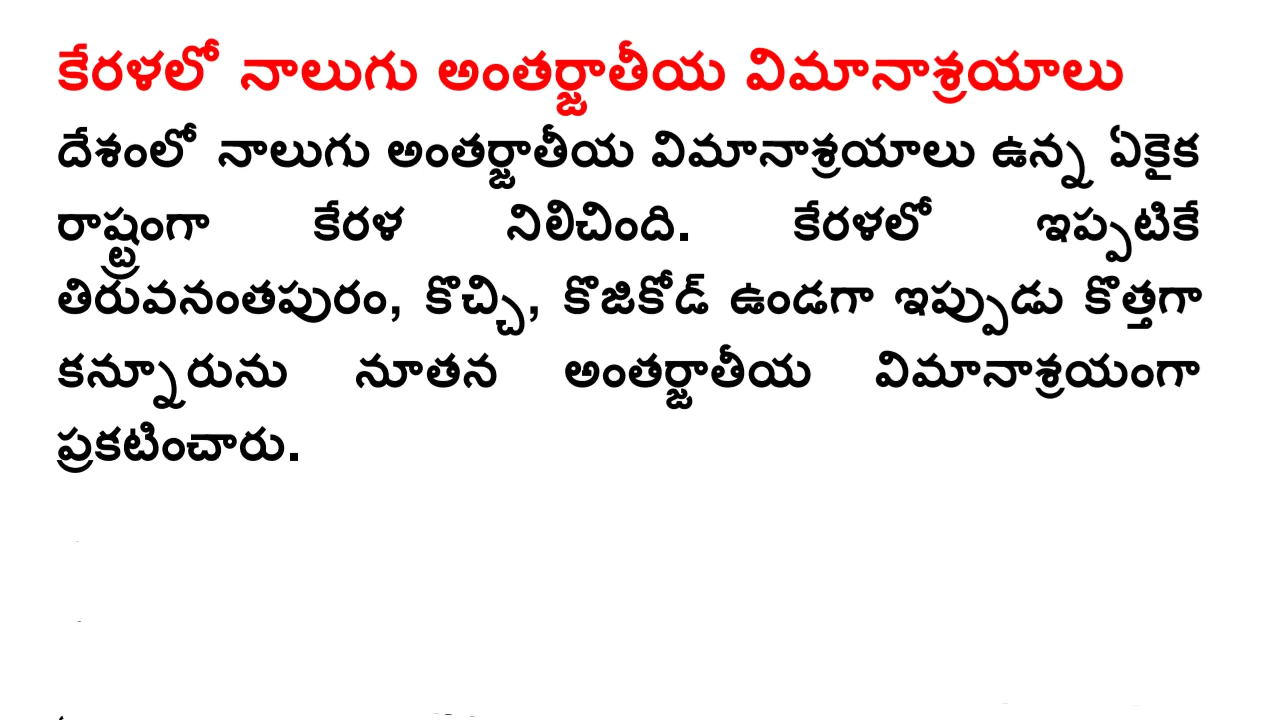 కేరళలో నాలుగు అంతర్జాతీయ విమానాశ్రయాలు
దేశంలో నాలుగు అంతర్జాతీయ విమానాశ్రయాలు ఉన్న ఏకైక
రాష్ట్రంగా కేరళ నిలిచింది. కేరళలో ఇప్పటికే
తిరువనంతపురం, కొచ్చి, కొజికోడ్ ఉండగా ఇప్పుడు కొత్తగా
కన్నూరును నూతన అంతర్జాతీయ విమానాశ్రయంగా
ప్రకటించారు.